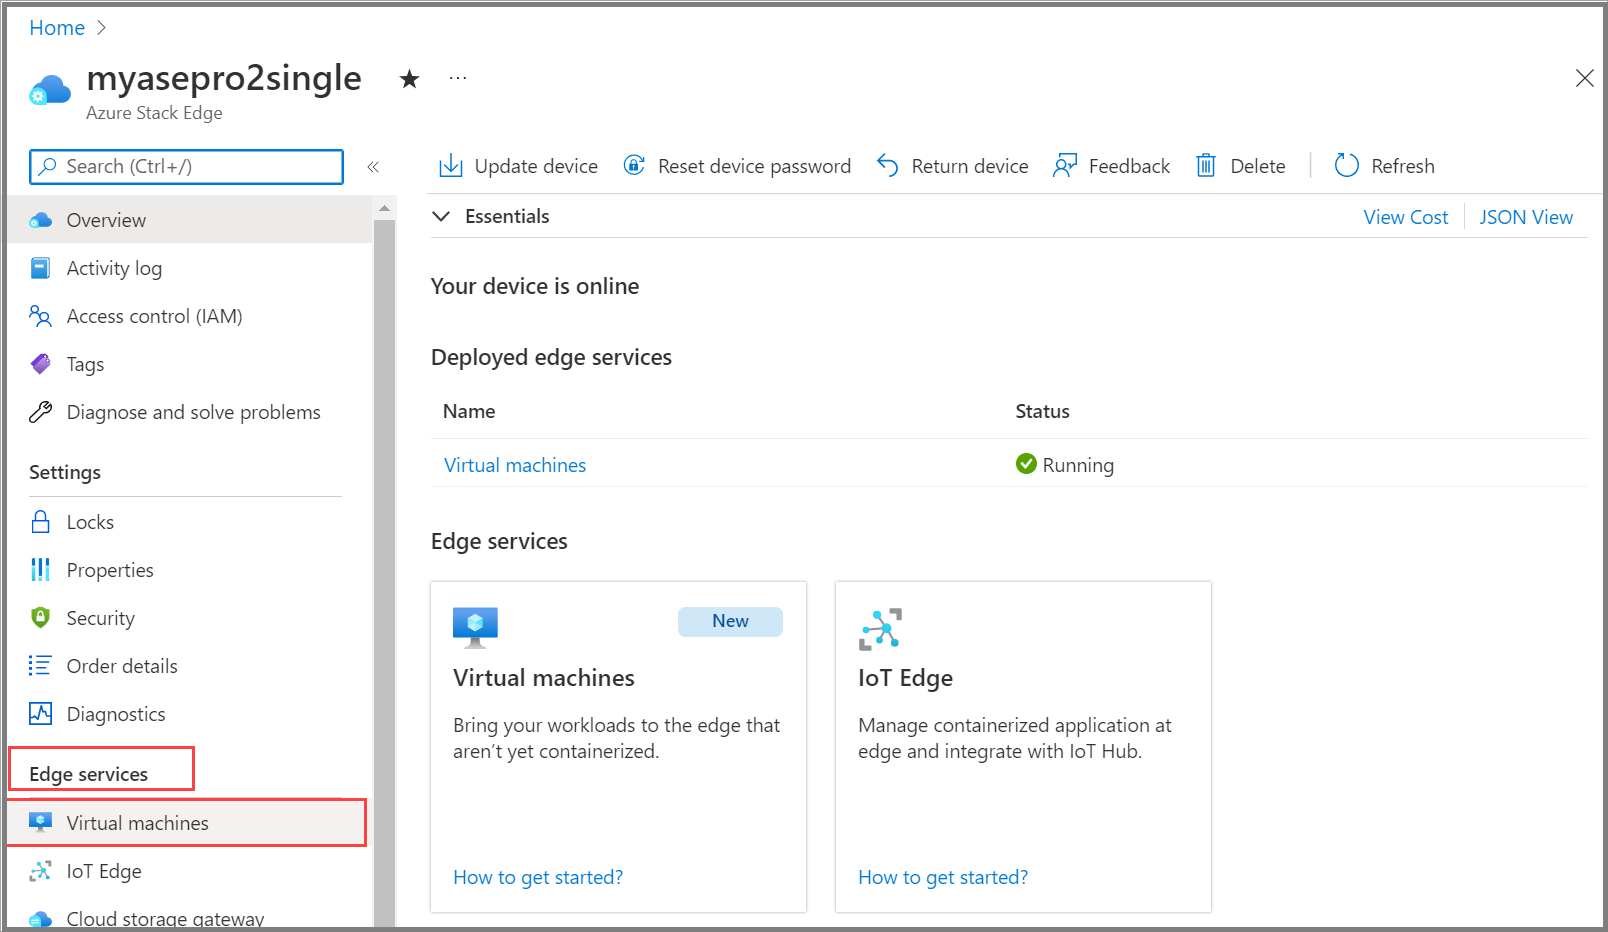 Home
myasepro2single
Azure Stack Edge
Search (Ctrl+/)
Update device Reset device password Return device Feedback Delete Refresh
Overview
Activity log
Access control (IAM)
Tags
Diagnose and solve problems
Settings
Locks
Properties
Security
Order details
Diagnostics
Edge services
Virtual machines
IoT Edge
Cloud storage gateway
Essentials
View Cost JSON View
Your device is online
Deployed edge services
Name Status
Virtual machines Running
Edge services
New
Virtual machines
Bring your workloads to the edge that
aren’t yet containerized.
How to get started?
IoT Edge
Manage containerized application at
edge and integrate with IoT Hub.
How to get started?